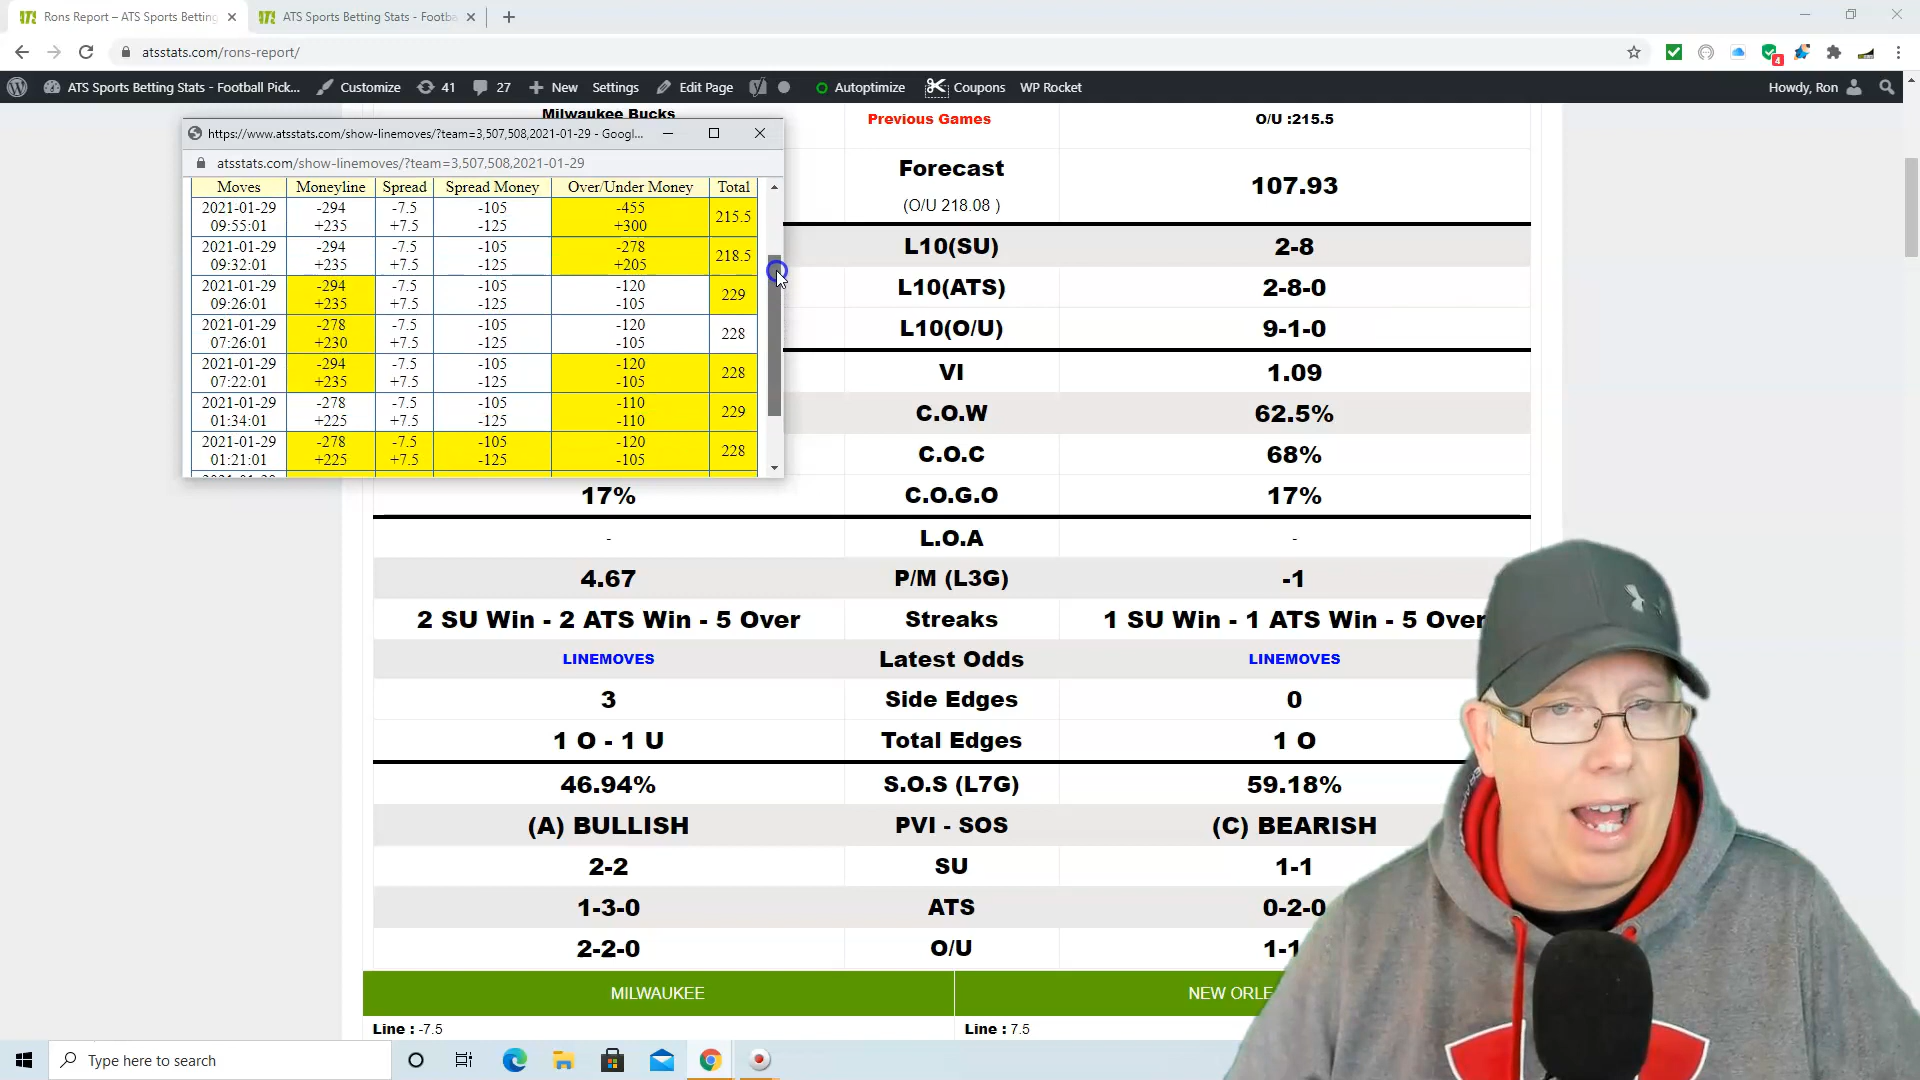 Rons Report – ATS Sports Betting
ATS Sports Betting Stats - Footba
atsstats.com/rons-report/
4
ATS Sports Betting Stats - Football Pick...
Customize
41
27
New
Settings
Edit Page
Autoptimize
Coupons
WP Rocket
Howdy, Ron
Milwaukee Bucks
Previous Games
O/U :215.5
https://www.atsstats.com/show-linemoves/?team=3,507,508,2021-01-29 - Googl...
atsstats.com/show-linemoves/?team=3,507,508,2021-01-29
Moves Moneyline Spread Spread Money Over/Under Money Total
2021-01-29 -294 -7.5 -105 -455 215.5
09:55:01 +235 +7.5 -125 +300
2021-01-29 -294 -7.5 -105 -278 218.5
09:32:01 +235 +7.5 -125 +205
2021-01-29 -294 -7.5 -105 -120 229
09:26:01 +235 +7.5 -125 -105
2021-01-29 -278 -7.5 -105 -120 228
07:26:01 +230 +7.5 -125 -105
2021-01-29 -294 -7.5 -105 -120 228
07:22:01 +235 +7.5 -125 -105
2021-01-29 -278 -7.5 -105 -110 229
01:34:01 +225 +7.5 -125 -110
2021-01-29 -278 -7.5 -105 -120 228
01:21:01 +225 +7.5 -125 -105
Forecast 107.93
(O/U 218.08 )
L10(SU) 2-8
L10(ATS) 2-8-0
L10(O/U) 9-1-0
VI 1.09
C.O.W 62.5%
C.O.C 68%
17% C.O.G.O 17%
- L.O.A -
4.67 P/M (L3G) -1
2 SU Win - 2 ATS Win - 5 Over Streaks 1 SU Win - 1 ATS Win - 5 Over
LINEMOVES Latest Odds LINEMOVES
3 Side Edges 0
1 O - 1 U Total Edges 1 O
46.94% S.O.S (L7G) 59.18%
(A) BULLISH PVI - SOS (C) BEARISH
2-2 SU 1-1
1-3-0 ATS 0-2-0
2-2-0 O/U 1-1
MILWAUKEE NEW ORLE
Line : -7.5 Line : 7.5
Type here to search